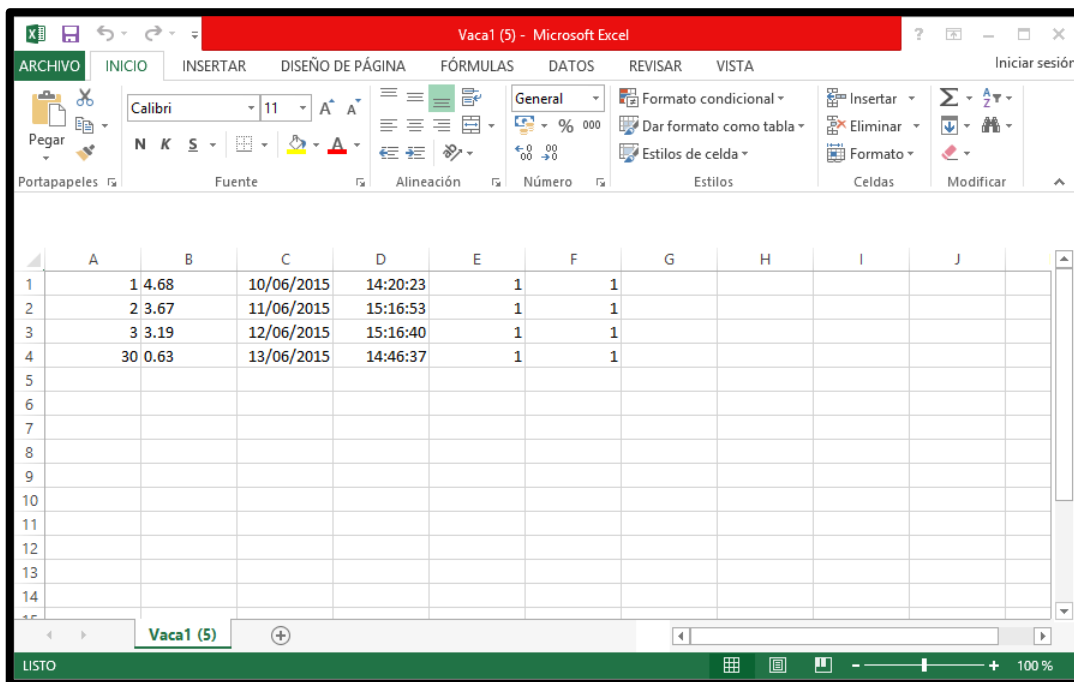 Vaca1 (5) - Microsoft Excel
ARCHIVO INICIO INSERTAR DISEÑO DE PÁGINA FÓRMULAS DATOS REVISAR VISTA Iniciar sesión
Pegar
Calibri 11
N K S
General
% 000
Formato condicional
Dar formato como tabla
Estilos de celda
Insertar
Eliminar
Formato
Portapapeles Fuente Alineación Número Estilos Celdas Modificar
A B C D E F G H I J
1 1 4.68 10/06/2015 14:20:23 1 1
2 2 3.67 11/06/2015 15:16:53 1 1
3 3 3.19 12/06/2015 15:16:40 1 1
4 30 0.63 13/06/2015 14:46:37 1 1
5
6
7
8
9
10
11
12
13
14
Vaca1 (5)
LISTO 100 %